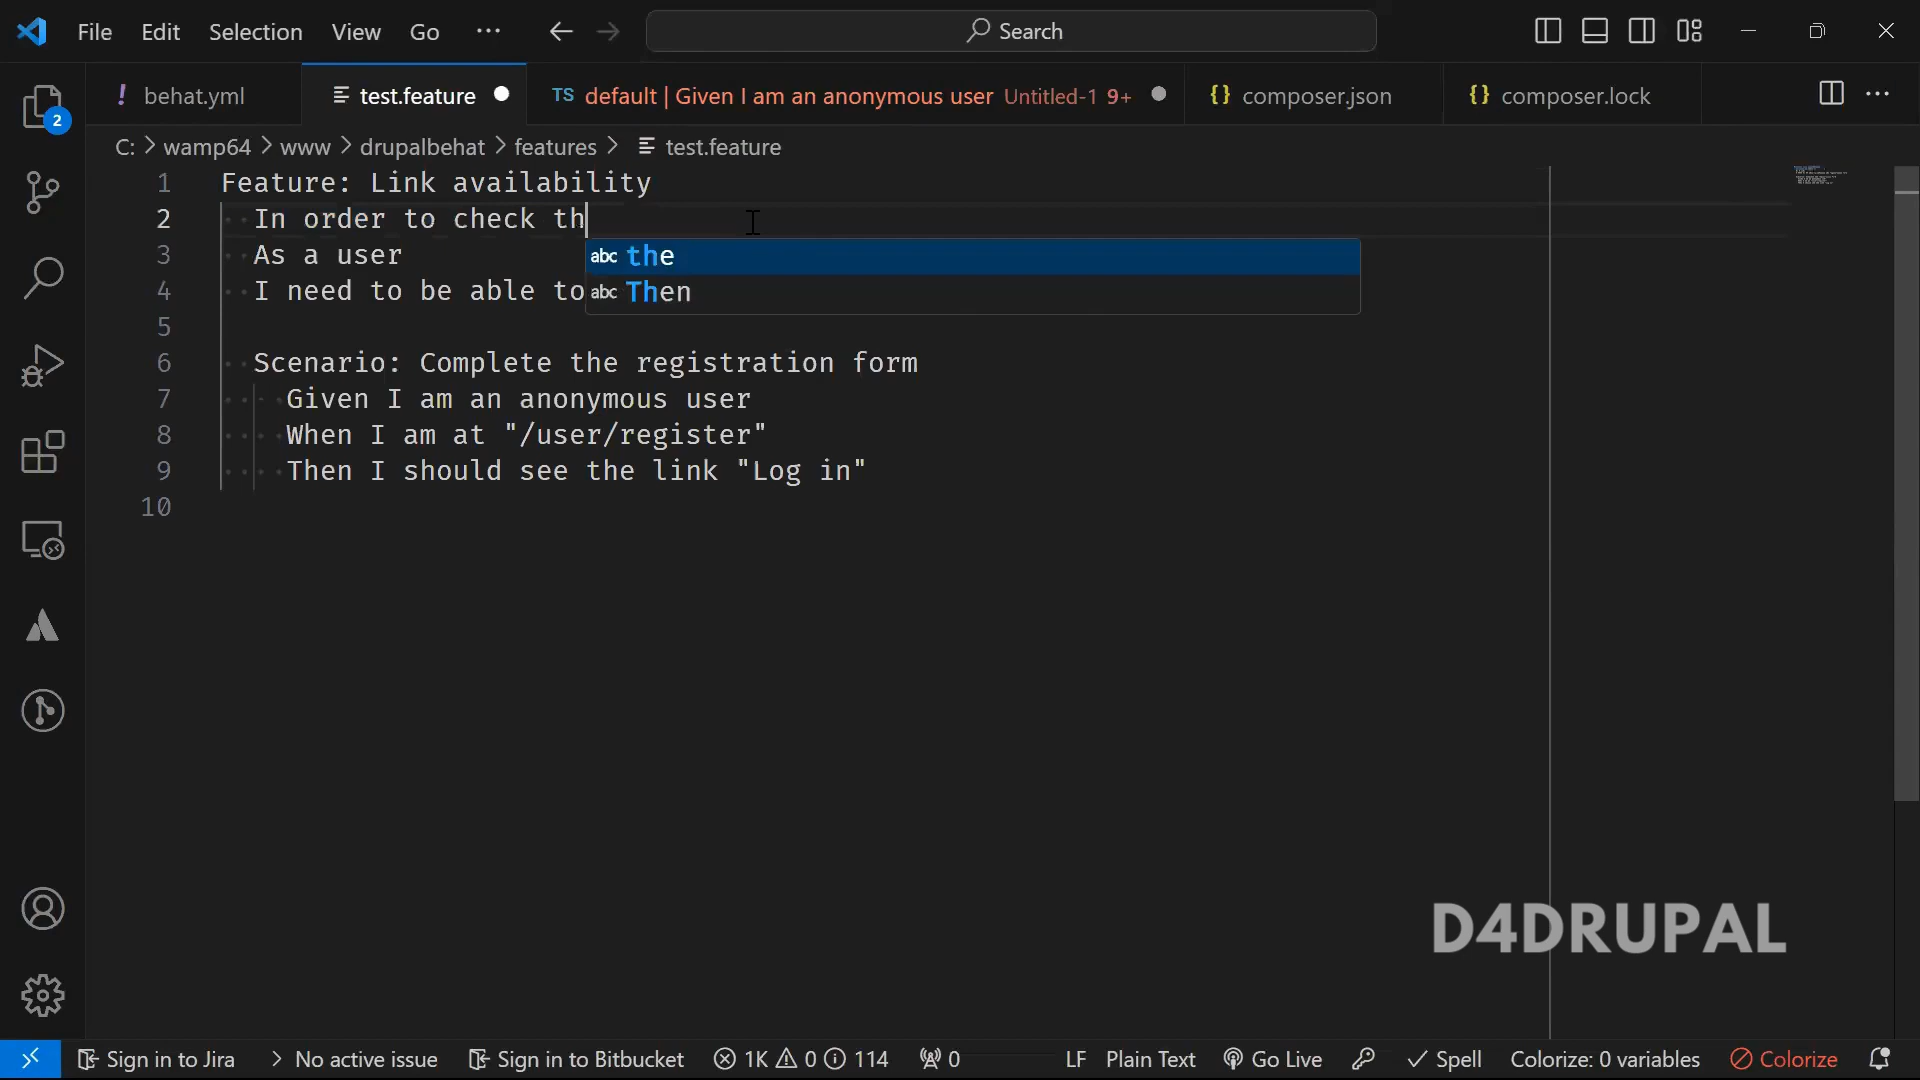 File Edit Selection View Go ··· Search
behat.yml test.feature TS default | Given I am an anonymous user Untitled-1 9+ {} composer.json {} composer.lock ···
2
C: > wamp64 > www > drupalbehat > features > test.feature
1 Feature: Link availability
2 In order to check th
abc the
3 As a user
abc Then
4 I need to be able to
5
6 Scenario: Complete the registration form
7 Given I am an anonymous user
8 When I am at "/user/register"
9 Then I should see the link "Log in"
10
D4DRUPAL
Sign in to Jira > No active issue Sign in to Bitbucket 1K 0 114 0 LF Plain Text Go Live Spell Colorize: 0 variables Colorize